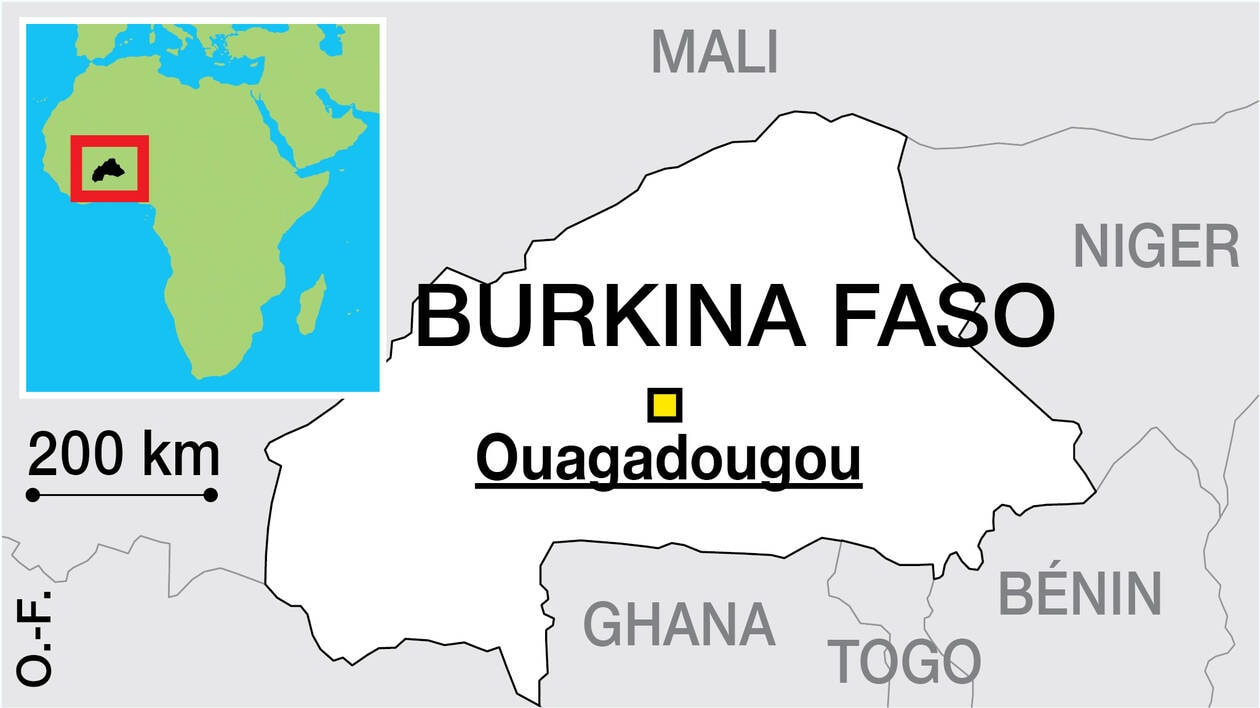 MALI
NIGER
BURKINA FASO
Ouagadougou
200 km
BÉNIN
GHANA
TOGO
O.-F.